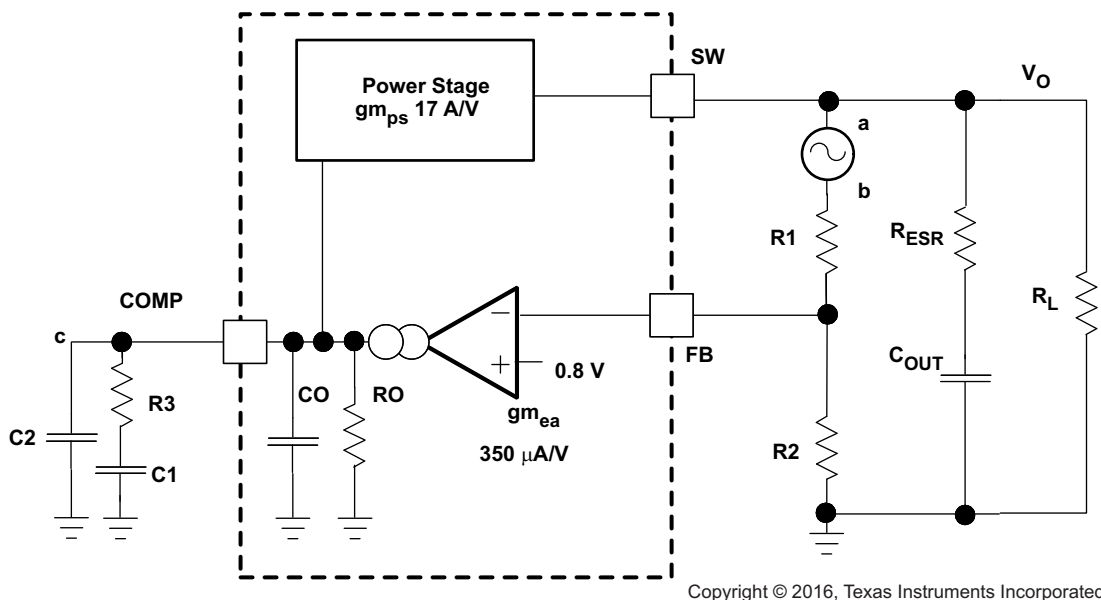 SW
V_O
Power Stage
gm_ps 17 A/V
a
b
R1
R_ESR
R_L
COMP
c
FB
0.8 V
C_OUT
R3
CO
RO
gm_ea
C2
C1
350 μA/V
R2
Copyright © 2016, Texas Instruments Incorporated